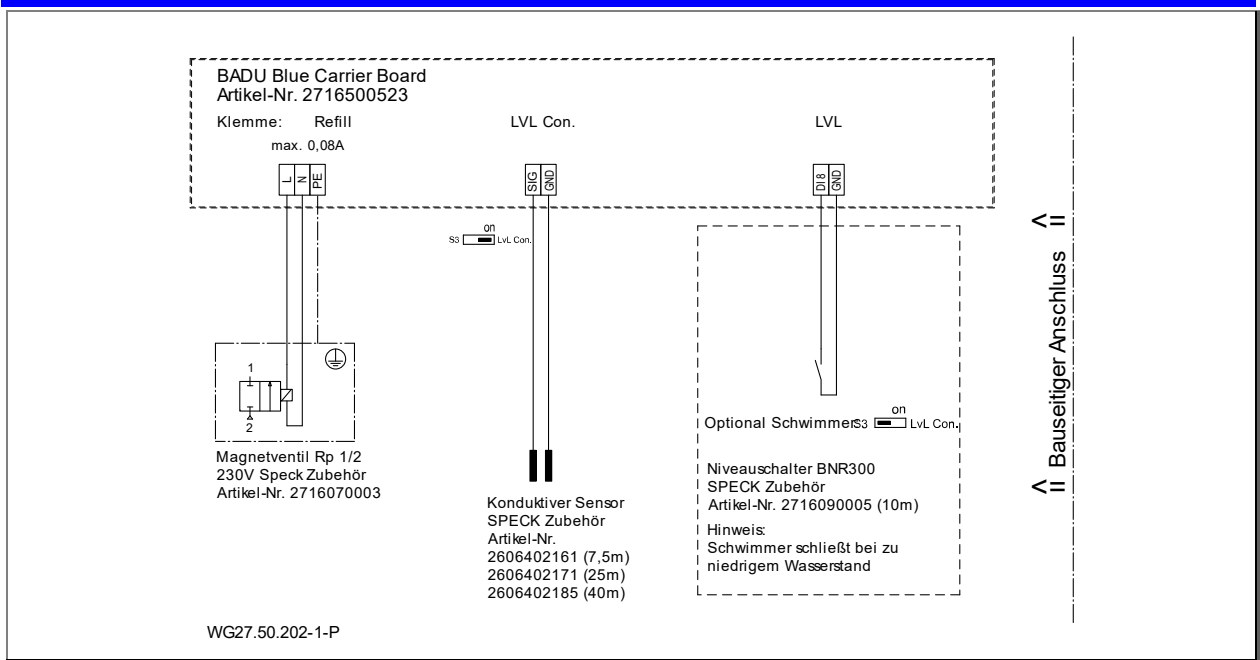 BADU Blue Carrier Board
Artikel-Nr. 2716500523
Klemme: Refill LVL Con. LVL
max. 0,08A
L N PE SIG GND DI 8 GND
on
S3 LvL Con.
1
2
Magnetventil Rp 1/2
230V Speck Zubehör
Artikel-Nr. 2716070003
Konduktiver Sensor
SPECK Zubehör
Artikel-Nr.
2606402161 (7,5m)
2606402171 (25m)
2606402185 (40m)
on
Optional Schwimmer S3 LvL Con.
Niveauschalter BNR300
SPECK Zubehör
Artikel-Nr. 2716090005 (10m)
Hinweis:
Schwimmer schließt bei zu
niedrigem Wasserstand
<= Bauseitiger Anschluss <=
WG27.50.202-1-P